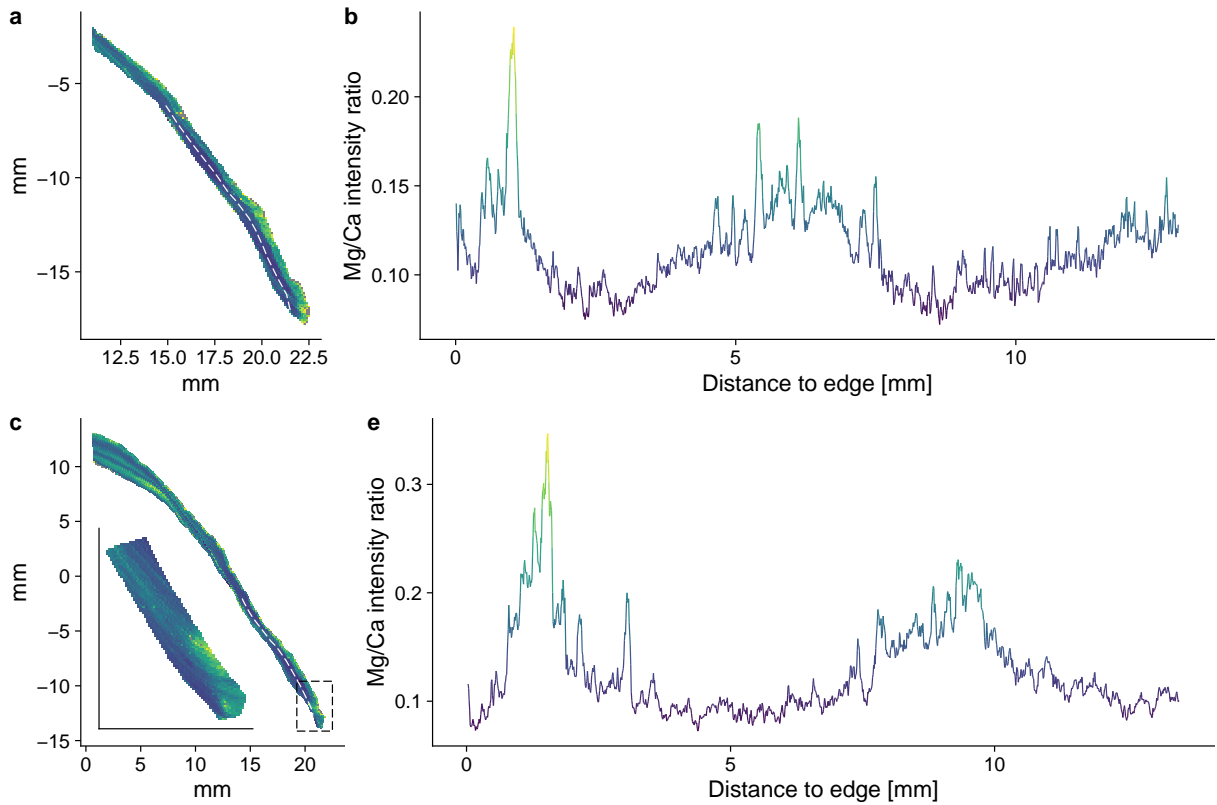 a
mm
−5
−10
−15
12.5 15.0 17.5 20.0 22.5
mm
b
Mg/Ca intensity ratio
0.20
0.15
0.10
0 5 10
Distance to edge [mm]
c
mm
10
5
0
−5
−10
−15
0 5 10 15 20
mm
e
Mg/Ca intensity ratio
0.3
0.2
0.1
0 5 10
Distance to edge [mm]